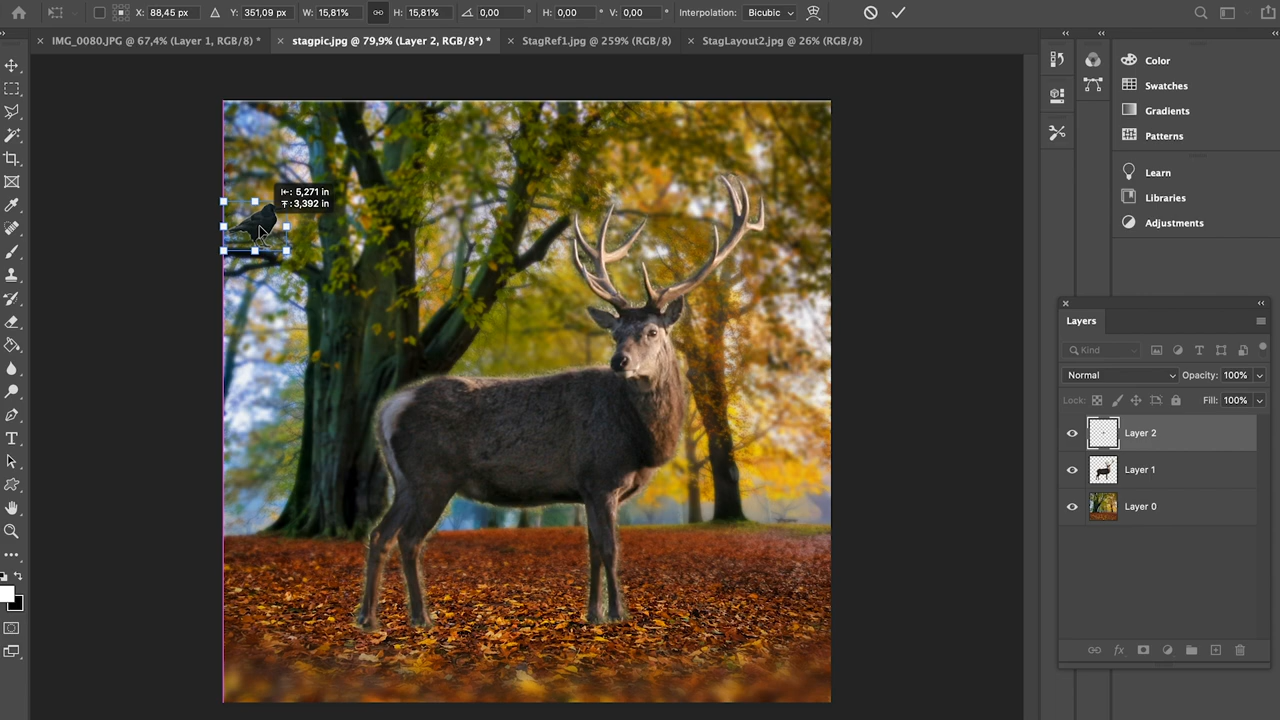 X: 88,45 px Y: 351,09 px W: 15,81% H: 15,81% 0,00 ° H: 0,00 ° V: 0,00 ° Interpolation: Bicubic
IMG_0080.JPG @ 67,4% (Layer 1, RGB/8) * stagpic.jpg @ 79,9% (Layer 2, RGB/8*) * StagRef1.jpg @ 259% (RGB/8) StagLayout2.jpg @ 26% (RGB/8)
Color
Swatches
Gradients
Patterns
Learn
Libraries
Adjustments
: 5,271 in
: 3,392 in
Layers
Kind
Normal Opacity: 100%
Lock: Fill: 100%
Layer 2
Layer 1
Layer 0
fx